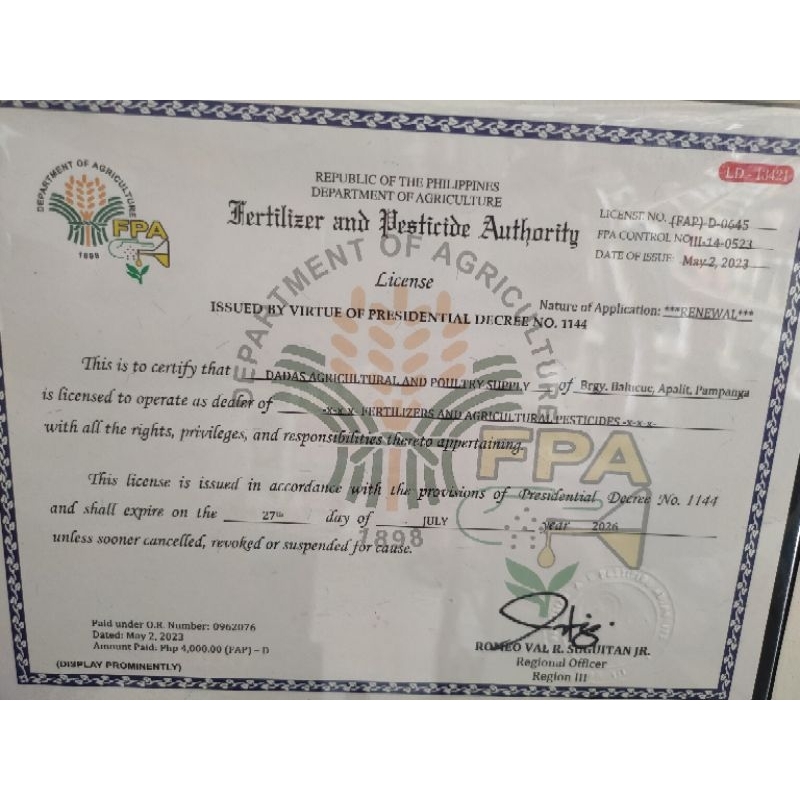 DEPARTMENT OF AGRICULTURE
FPA
1898
LD - 13421
REPUBLIC OF THE PHILIPPINES
DEPARTMENT OF AGRICULTURE
Fertilizer and Pesticide Authority
LICENSE NO. (FAP)-D-0645
FPA CONTROL NO III-14-0523
DATE OF ISSUE: May 2, 2023
License
Nature of Application: ***RENEWAL***
ISSUED BY VIRTUE OF PRESIDENTIAL DECREE NO. 1144
This is to certify that DADAS AGRICULTURAL AND POULTRY SUPPLY of Brgy. Balucuc, Apalit, Pampanga
is licensed to operate as dealer of -x-x-x- FERTILIZERS AND AGRICULTURAL PESTICIDES -x-x-x-
with all the rights, privileges, and responsibilities thereto appertaining.
This license is issued in accordance with the provisions of Presidential Decree No. 1144
and shall expire on the 27th day of JULY year 2026
unless sooner cancelled, revoked or suspended for cause.
DEPARTMENT OF AGRICULTURE
FPA
1898
Paid under O.R. Number: 0962076
Dated: May 2, 2023
Amount Paid: Php 4,000.00 (FAP) - D
(DISPLAY PROMINENTLY)
ROMEO VAL R. SUGUITAN JR.
Regional Officer
Region III